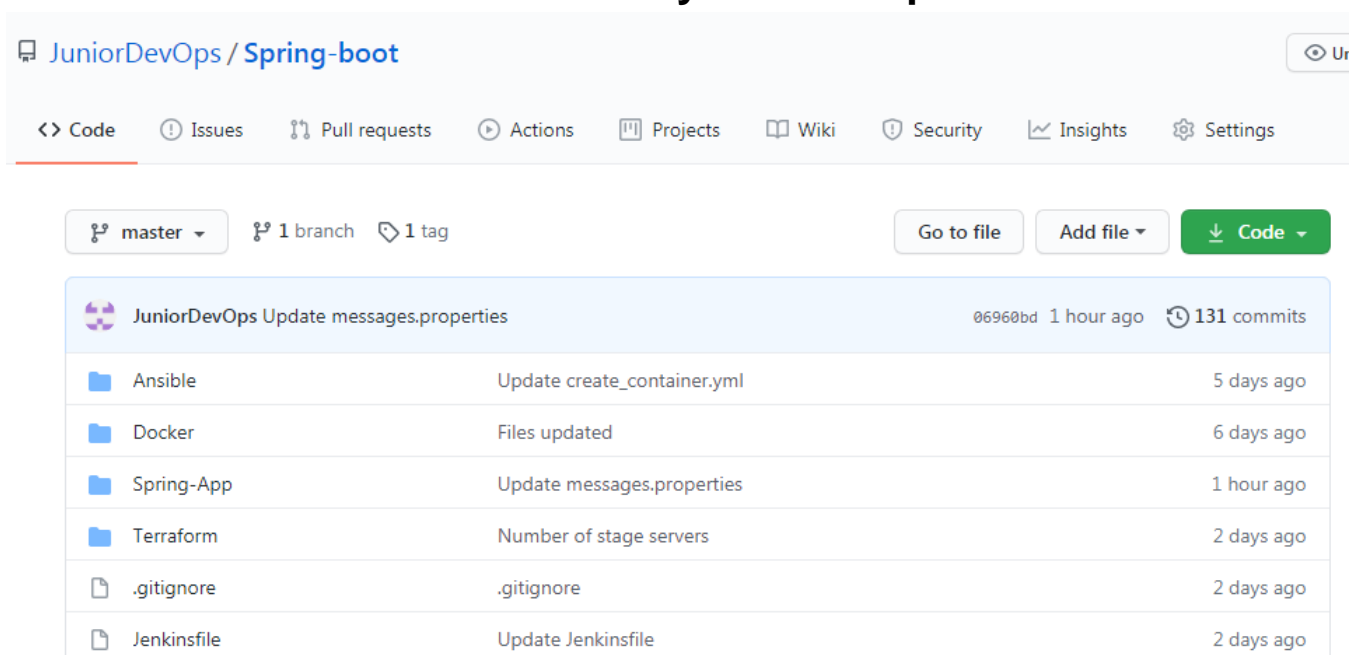 JuniorDevOps / Spring-boot
Code Issues Pull requests Actions Projects Wiki Security Insights Settings
master 1 branch 1 tag Go to file Add file Code
JuniorDevOps Update messages.properties 06960bd 1 hour ago 131 commits
Ansible Update create_container.yml 5 days ago
Docker Files updated 6 days ago
Spring-App Update messages.properties 1 hour ago
Terraform Number of stage servers 2 days ago
.gitignore .gitignore 2 days ago
Jenkinsfile Update Jenkinsfile 2 days ago